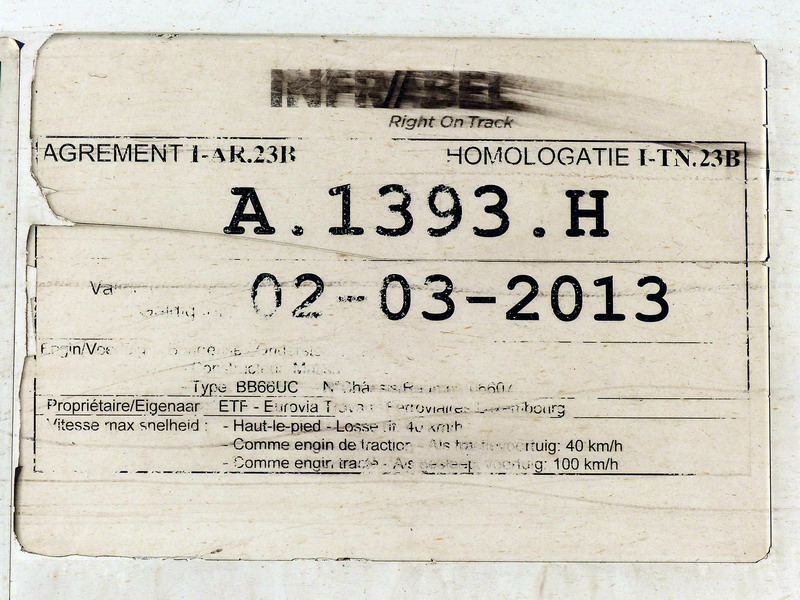 INFRABEL
Right On Track
AGREMENT I-AR.23B HOMOLOGATIE I-TN.23B
A.1393.H
02-03-2013
Type BB66UC
Propriétaire/Eigenaar ETF - Eurovia Travaux Ferroviaires Luxembourg
Vitesse max snelheid : - Haut-le-pied - Losse rit: 40 km/h
- Comme engin de traction - Als tractievoertuig: 40 km/h
- Comme engin tracté - Als gesleept voertuig: 100 km/h